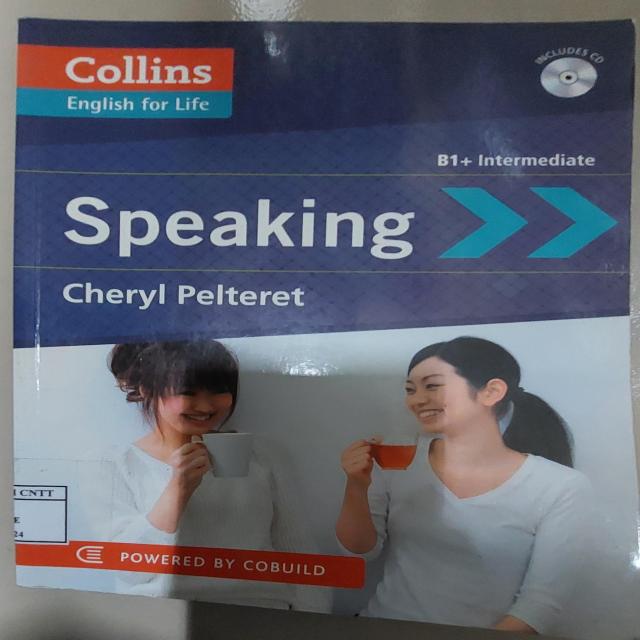 Collins
English for Life
INCLUDES CD
B1+ Intermediate
Speaking
Cheryl Pelteret
CNTT
E
24
POWERED BY COBUILD